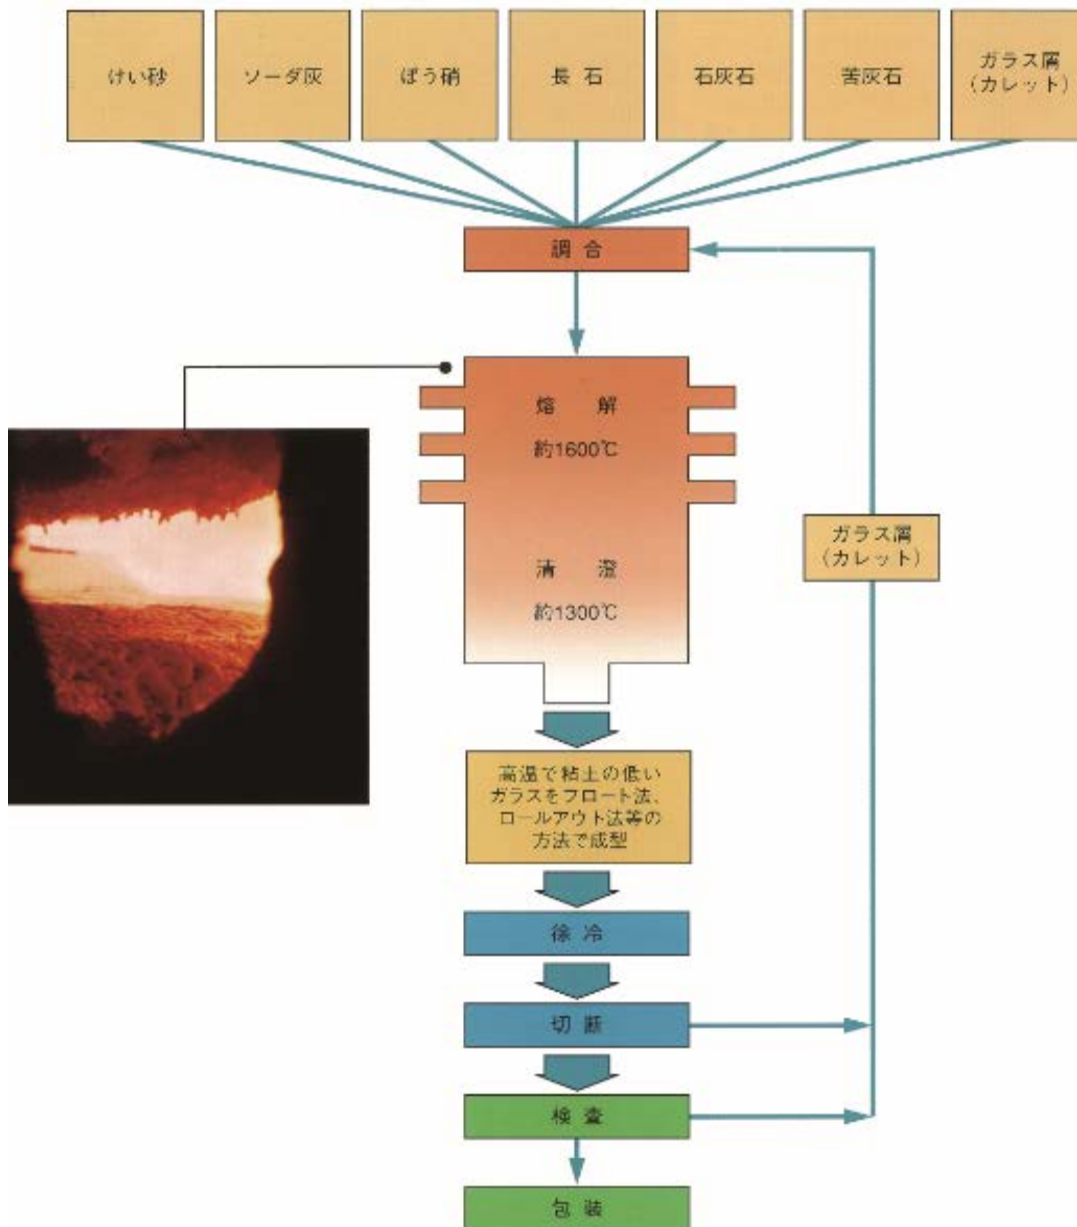 けい砂
ソーダ灰
ぼう硝
長石
石灰石
苦灰石
ガラス屑
(カレット)
調合
熔解
約1600℃
清澄
約1300℃
ガラス屑
(カレット)
高温で粘土の低い
ガラスをフロート法、
ロールアウト法等の
方法で成型
徐冷
切断
検査
包装